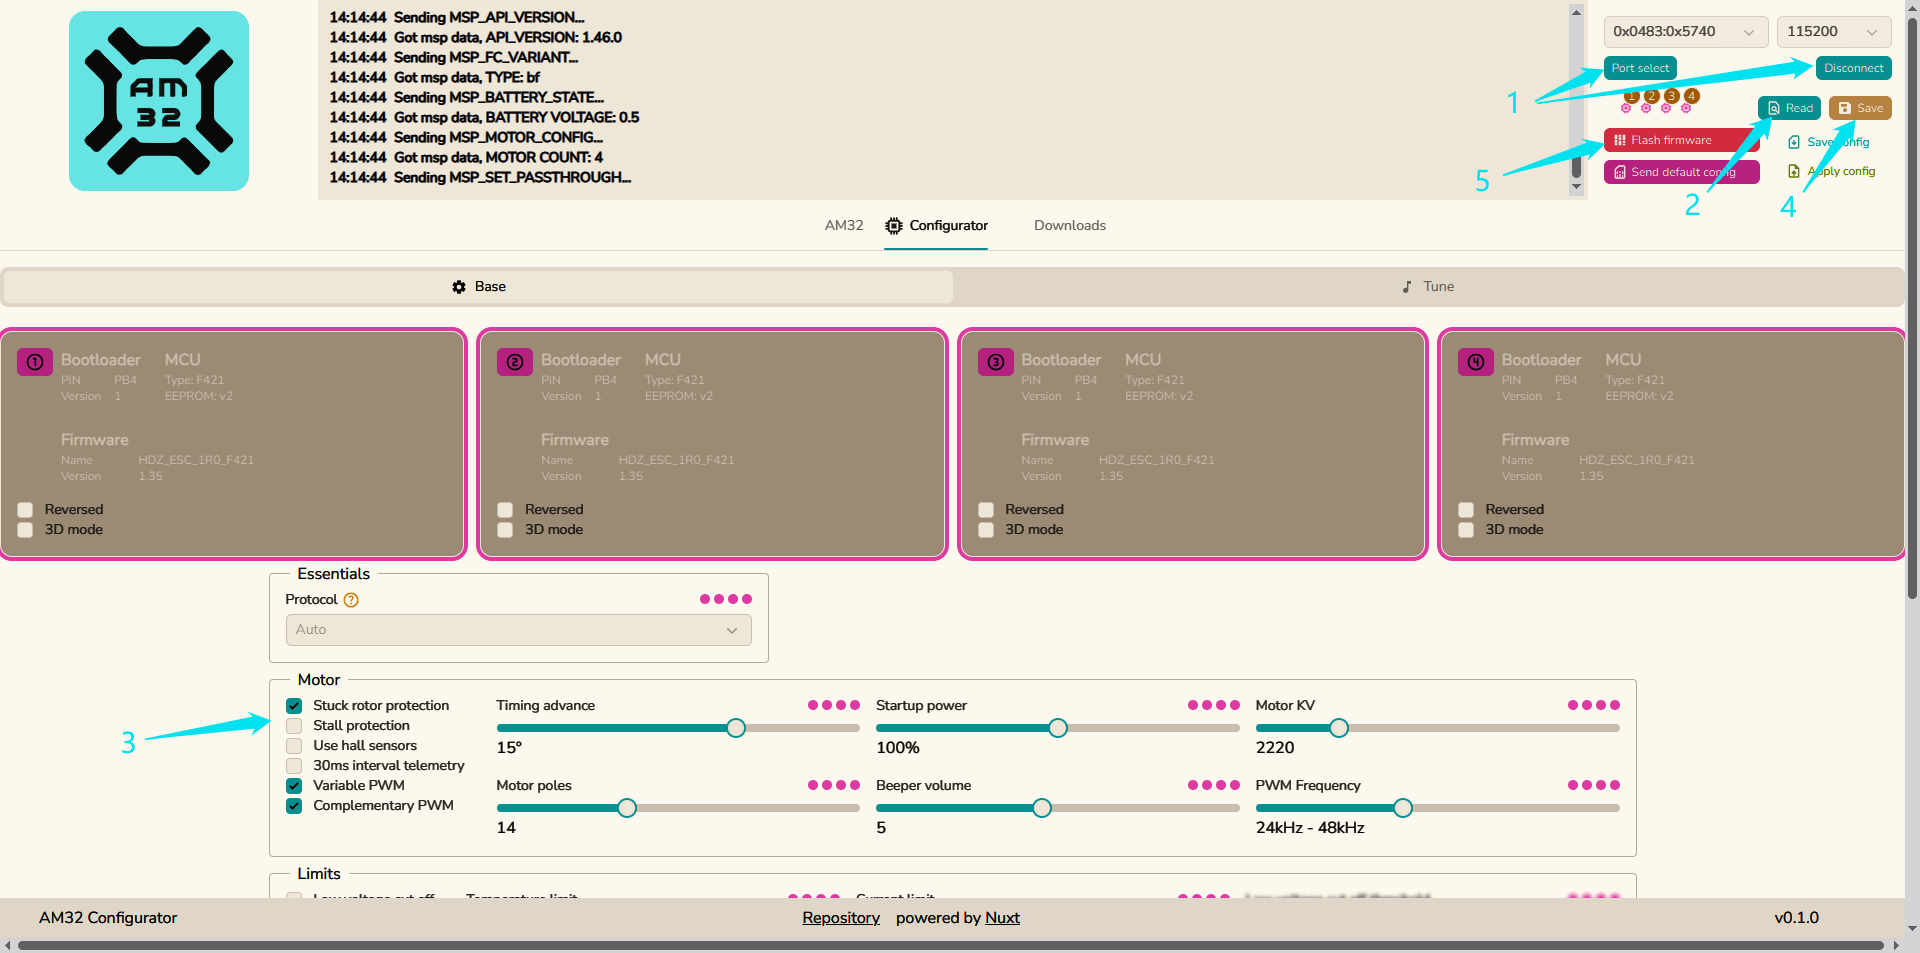 AM
32
14:14:44 Sending MSP_API_VERSION...
14:14:44 Got msp data, API_VERSION: 1.46.0
14:14:44 Sending MSP_FC_VARIANT...
14:14:44 Got msp data, TYPE: bf
14:14:44 Sending MSP_BATTERY_STATE...
14:14:44 Got msp data, BATTERY VOLTAGE: 0.5
14:14:44 Sending MSP_MOTOR_CONFIG...
14:14:44 Got msp data, MOTOR COUNT: 4
14:14:44 Sending MSP_SET_PASSTHROUGH...
0x0483:0x5740 115200
Port select Disconnect
1
1 2 3 4
Read Save
Flash firmware Save config
5 Send default config Apply config
2 4
AM32 Configurator Downloads
Base Tune
1 Bootloader MCU 2 Bootloader MCU 3 Bootloader MCU 4 Bootloader MCU
PIN PB4 Type: F421 PIN PB4 Type: F421 PIN PB4 Type: F421 PIN PB4 Type: F421
Version 1 EEPROM: v2 Version 1 EEPROM: v2 Version 1 EEPROM: v2 Version 1 EEPROM: v2
Firmware Firmware Firmware Firmware
Name HDZ_ESC_1R0_F421 Name HDZ_ESC_1R0_F421 Name HDZ_ESC_1R0_F421 Name HDZ_ESC_1R0_F421
Version 1.35 Version 1.35 Version 1.35 Version 1.35
Reversed Reversed Reversed Reversed
3D mode 3D mode 3D mode 3D mode
Essentials
Protocol ?
Auto
Motor
Stuck rotor protection Timing advance Startup power Motor KV
Stall protection
3 Use hall sensors 15° 100% 2220
30ms interval telemetry
Variable PWM Motor poles Beeper volume PWM Frequency
Complementary PWM
14 5 24kHz - 48kHz
Limits
Low voltage cut off Temperature limit Current limit
AM32 Configurator Repository powered by Nuxt v0.1.0